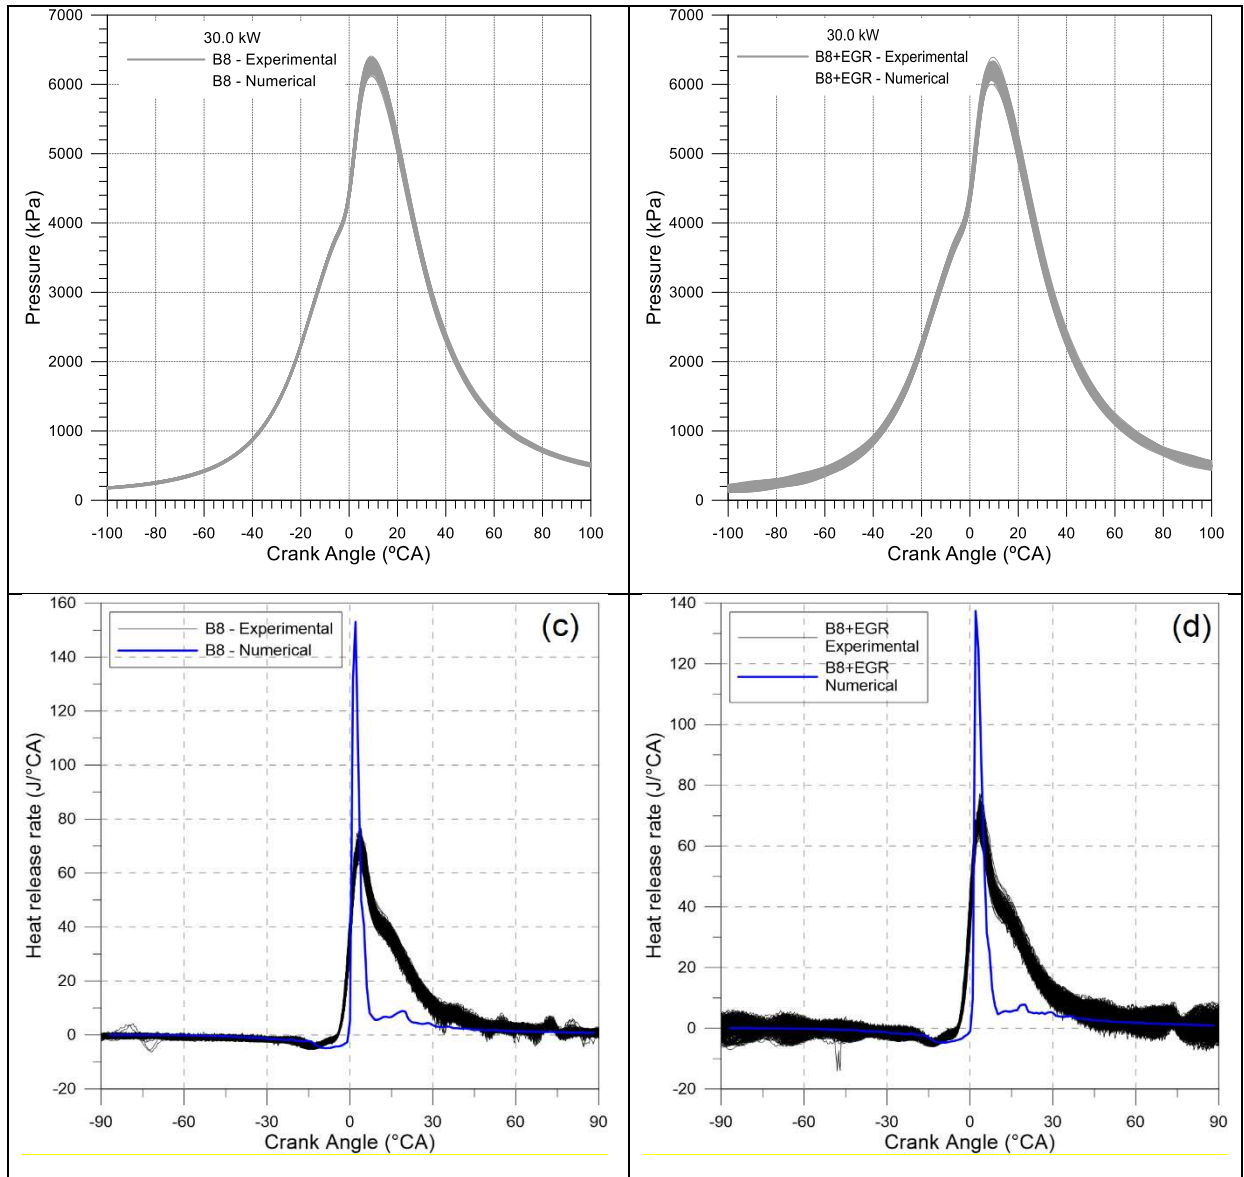 7000
6000
5000
4000
3000
2000
1000
0
Pressure (kPa)
30.0 kW
B8 - Experimental
B8 - Numerical
-100 -80 -60 -40 -20 0 20 40 60 80 100
Crank Angle (ºCA)
7000
6000
5000
4000
3000
2000
1000
0
Pressure (kPa)
30.0 kW
B8+EGR - Experimental
B8+EGR - Numerical
-100 -80 -60 -40 -20 0 20 40 60 80 100
Crank Angle (ºCA)
160
140
120
100
80
60
40
20
0
-20
Heat release rate (J/°CA)
B8 - Experimental
B8 - Numerical
(c)
-90 -60 -30 0 30 60 90
Crank Angle (°CA)
140
120
100
80
60
40
20
0
-20
Heat release rate (J/°CA)
B8+EGR
Experimental
B8+EGR
Numerical
(d)
-90 -60 -30 0 30 60 90
Crank Angle (°CA)